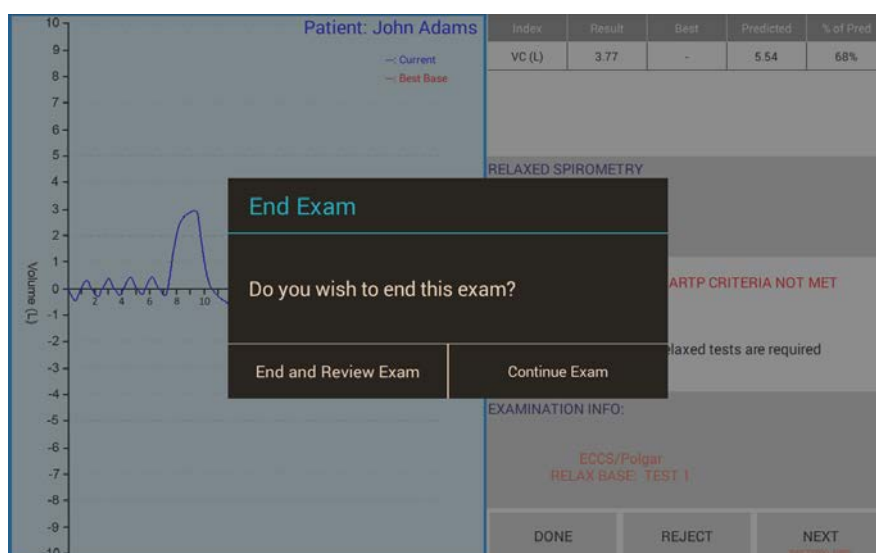 Patient: John Adams
—: Current
—: Best Base
10
9
8
7
6
5
4
3
2
1
0
-1
-2
-3
-4
-5
-6
-7
-8
-9
-10
Volume (L)
2 4 6 8 10
Index Result Best Predicted % of Pred
VC (L) 3.77 - 5.54 68%
RELAXED SPIROMETRY
End Exam
Do you wish to end this exam?
End and Review Exam Continue Exam
ARTP CRITERIA NOT MET
elaxed tests are required
EXAMINATION INFO:
ECCS/Polgar
RELAX BASE: TEST 1
DONE REJECT NEXT